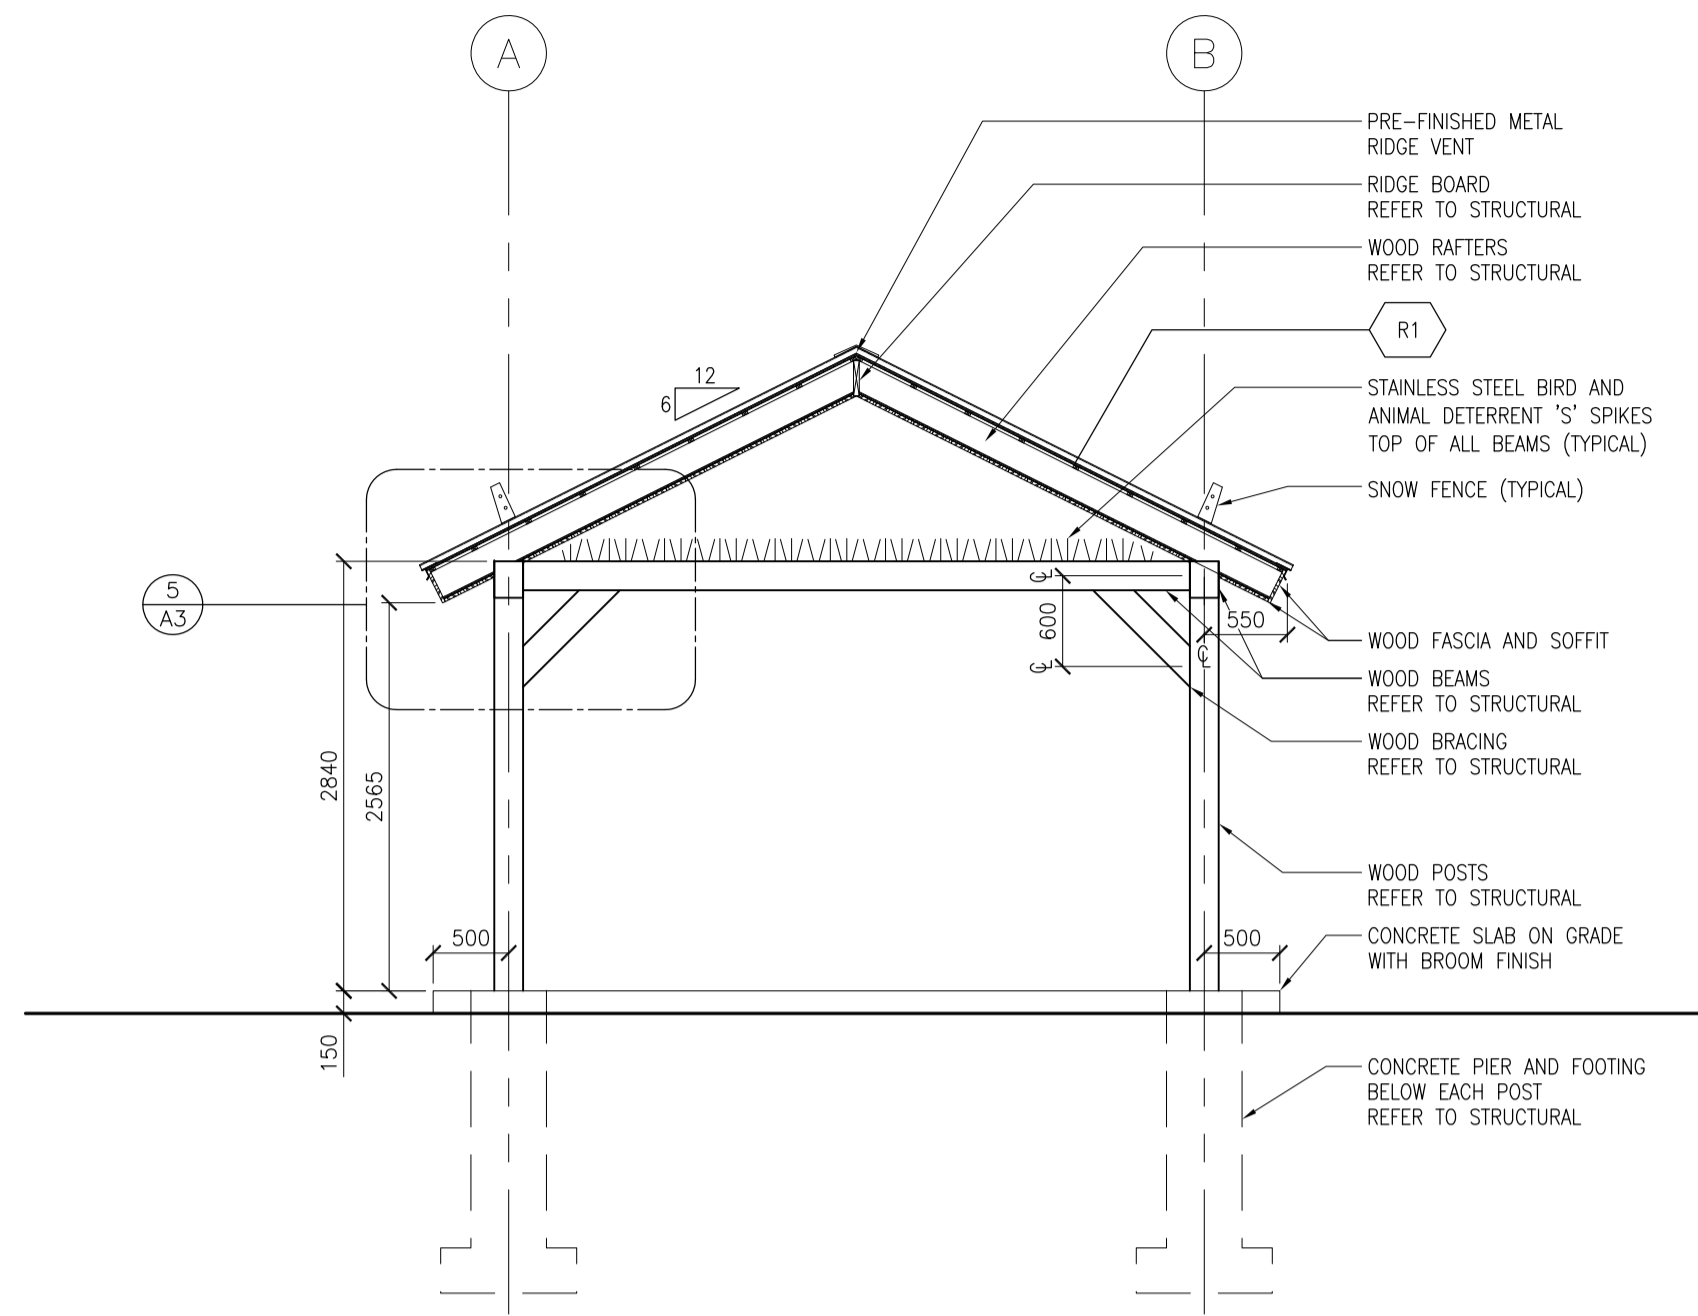 A
B
PRE-FINISHED METAL
RIDGE VENT
RIDGE BOARD
REFER TO STRUCTURAL
WOOD RAFTERS
REFER TO STRUCTURAL
R1
12
6
STAINLESS STEEL BIRD AND
ANIMAL DETERRENT 'S' SPIKES
TOP OF ALL BEAMS (TYPICAL)
SNOW FENCE (TYPICAL)
5
A3
℄
600
℄
550
℄
WOOD FASCIA AND SOFFIT
WOOD BEAMS
REFER TO STRUCTURAL
WOOD BRACING
REFER TO STRUCTURAL
2840
2565
WOOD POSTS
REFER TO STRUCTURAL
500
500
CONCRETE SLAB ON GRADE
WITH BROOM FINISH
150
CONCRETE PIER AND FOOTING
BELOW EACH POST
REFER TO STRUCTURAL